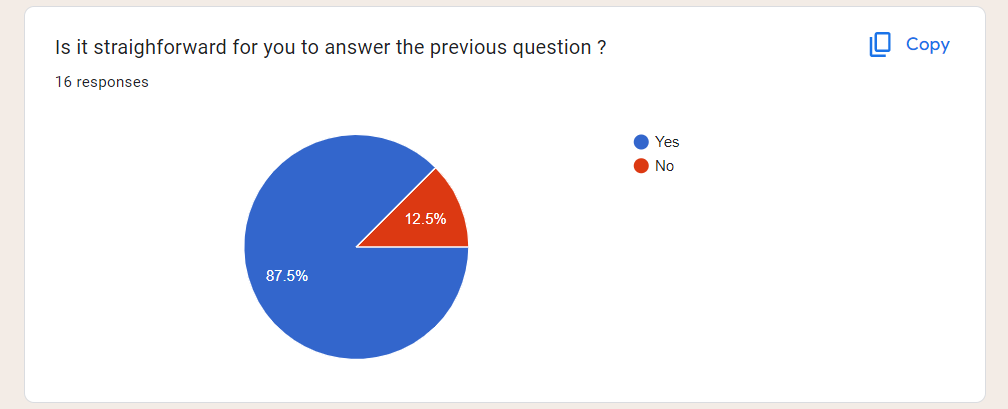 Is it straighforward for you to answer the previous question ?
Copy
16 responses
Yes
No
12.5%
87.5%